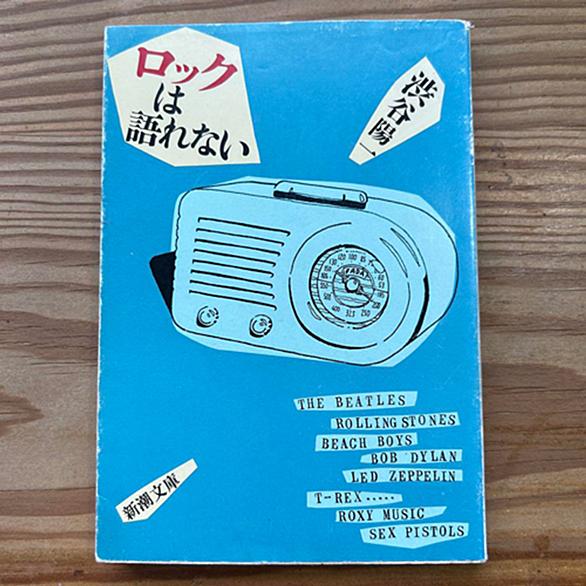 ロック
は
語れない
渋谷陽一
THE BEATLES
ROLLING STONES
BEACH BOYS
BOB DYLAN
LED ZEPPELIN
T-REX.....
ROXY MUSIC
SEX PISTOLS
新潮文庫